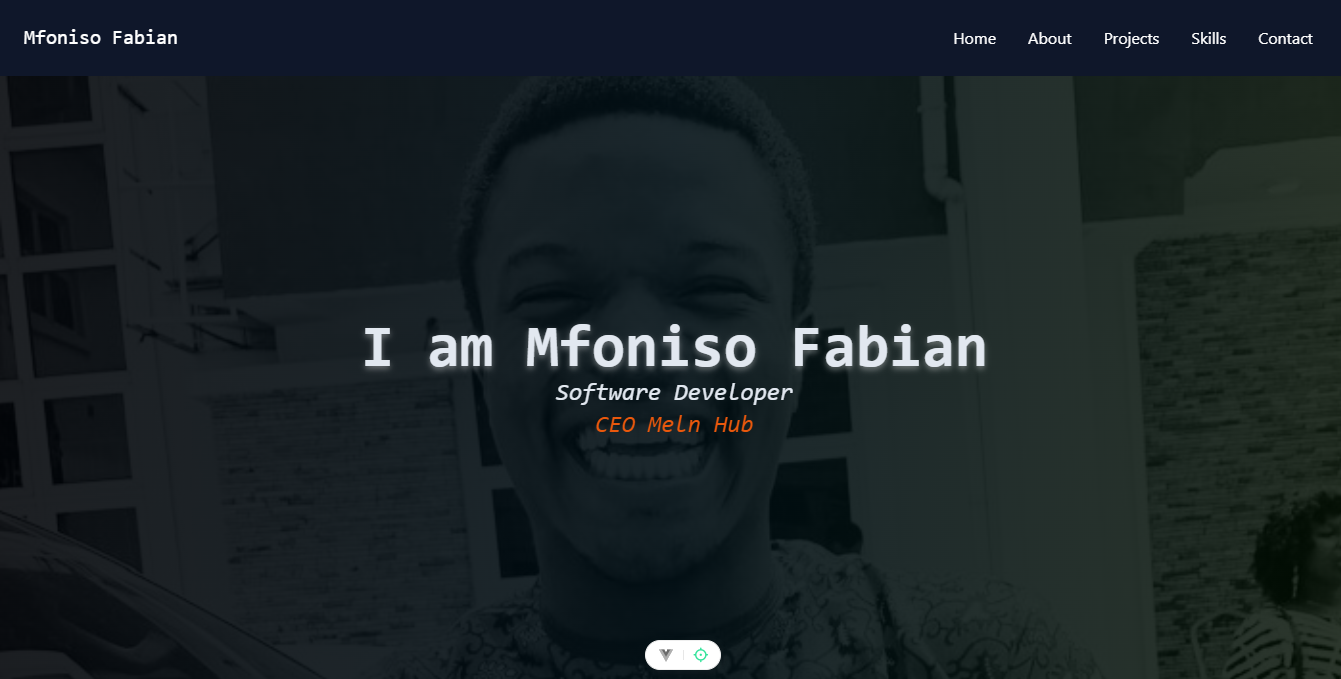 Mfoniso Fabian
Home About Projects Skills Contact
I am Mfoniso Fabian
Software Developer
CEO Meln Hub